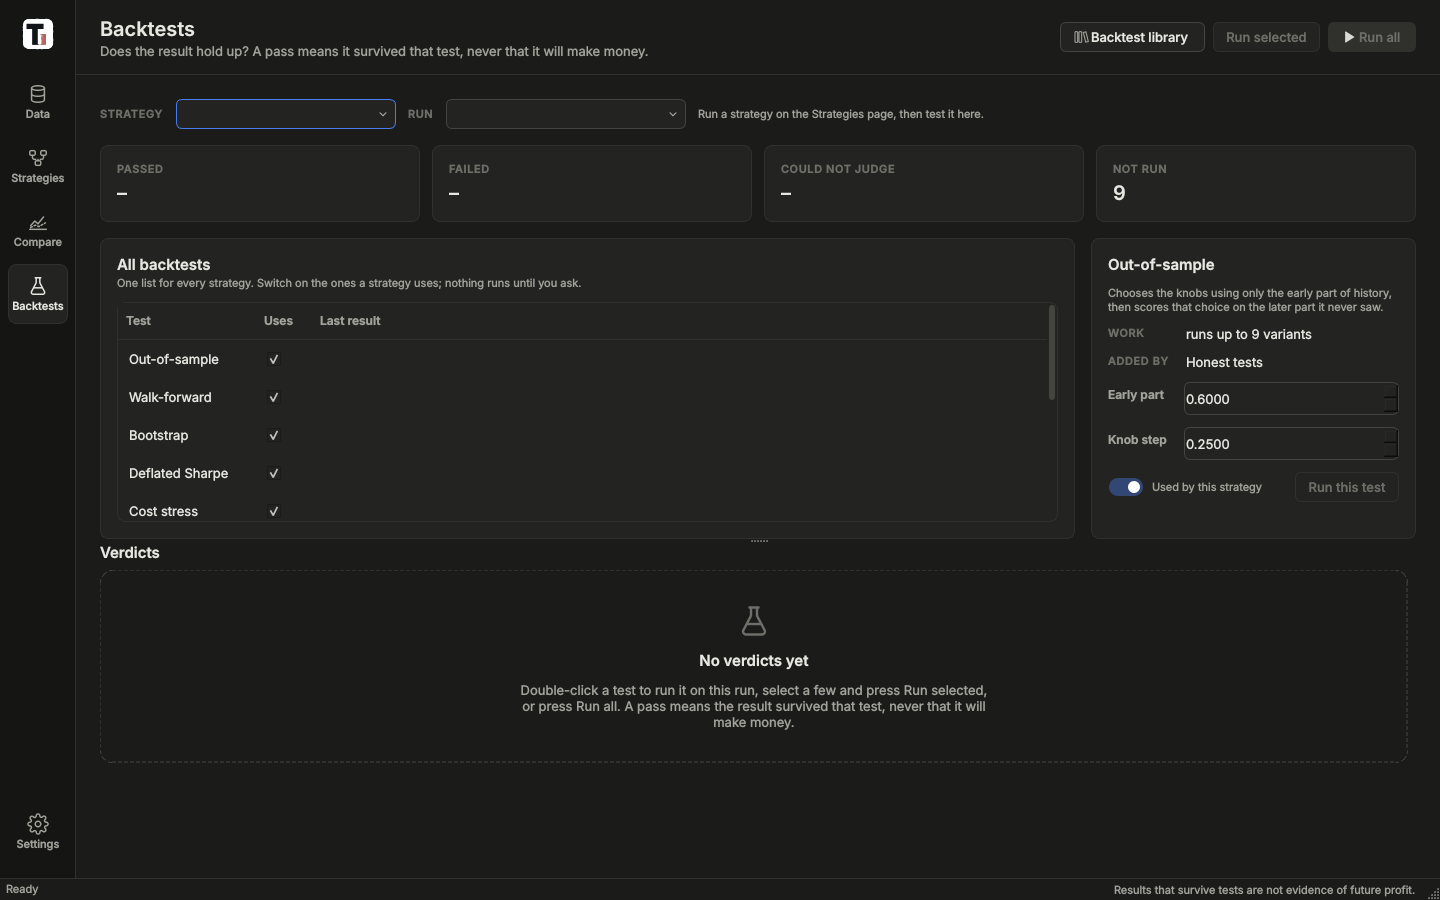 Ti
Backtests
Does the result hold up? A pass means it survived that test, never that it will make money.
Backtest library
Run selected
Run all
Data
Strategies
Compare
Backtests
Settings
STRATEGY
RUN
Run a strategy on the Strategies page, then test it here.
PASSED
–
FAILED
–
COULD NOT JUDGE
–
NOT RUN
9
All backtests
One list for every strategy. Switch on the ones a strategy uses; nothing runs until you ask.
Test Uses Last result
Out-of-sample ✓
Walk-forward ✓
Bootstrap ✓
Deflated Sharpe ✓
Cost stress ✓
Out-of-sample
Chooses the knobs using only the early part of history,
then scores that choice on the later part it never saw.
WORK runs up to 9 variants
ADDED BY Honest tests
Early part 0.6000
Knob step 0.2500
Used by this strategy
Run this test
Verdicts
No verdicts yet
Double-click a test to run it on this run, select a few and press Run selected,
or press Run all. A pass means the result survived that test, never that it will
make money.
Ready
Results that survive tests are not evidence of future profit.